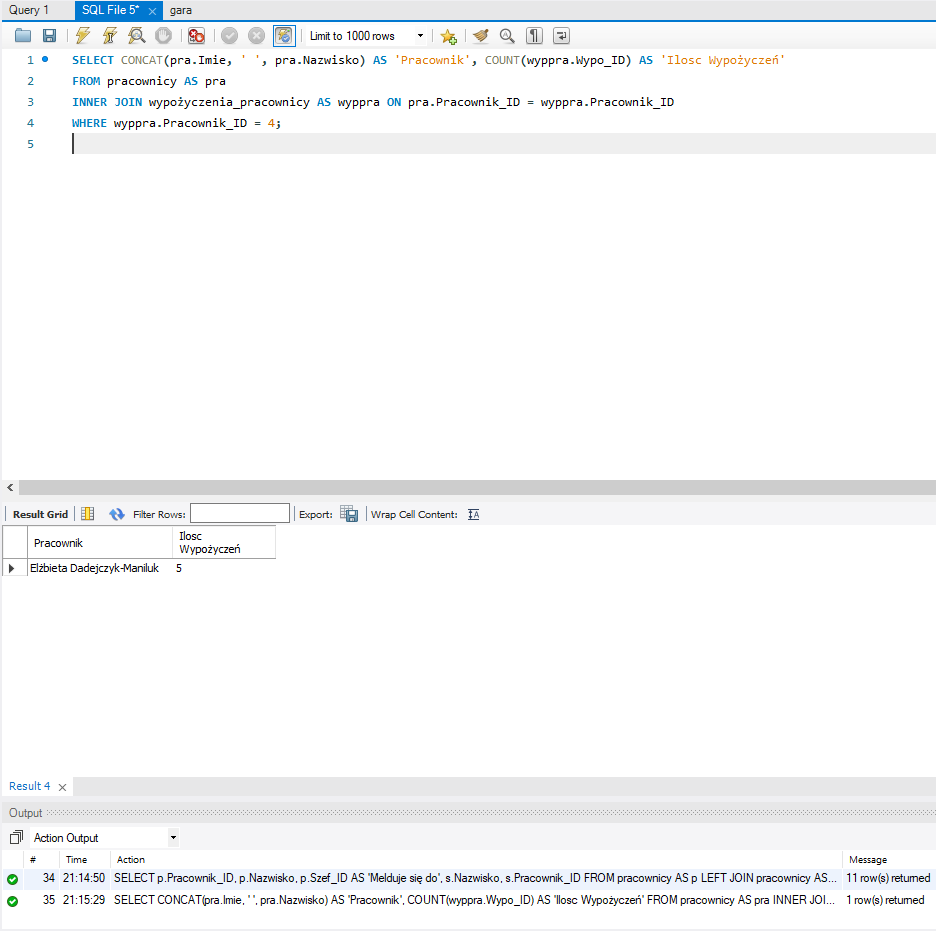 Query 1 SQL File 5* gara
Limit to 1000 rows
1 SELECT CONCAT(pra.Imie, ' ', pra.Nazwisko) AS 'Pracownik', COUNT(wyppra.Wypo_ID) AS 'Ilosc Wypożyczeń'
2 FROM pracownicy AS pra
3 INNER JOIN wypożyczenia_pracownicy AS wyppra ON pra.Pracownik_ID = wyppra.Pracownik_ID
4 WHERE wyppra.Pracownik_ID = 4;
5
Result Grid Filter Rows: Export: Wrap Cell Content:
Pracownik Ilosc
Wypożyczeń
Elżbieta Dadejczyk-Maniluk 5
Result 4
Output
Action Output
# Time Action Message
34 21:14:50 SELECT p.Pracownik_ID, p.Nazwisko, p.Szef_ID AS 'Melduje się do', s.Nazwisko, s.Pracownik_ID FROM pracownicy AS p LEFT JOIN pracownicy AS... 11 row(s) returned
35 21:15:29 SELECT CONCAT(pra.Imie, ' ', pra.Nazwisko) AS 'Pracownik', COUNT(wyppra.Wypo_ID) AS 'Ilosc Wypożyczeń' FROM pracownicy AS pra INNER JOI... 1 row(s) returned